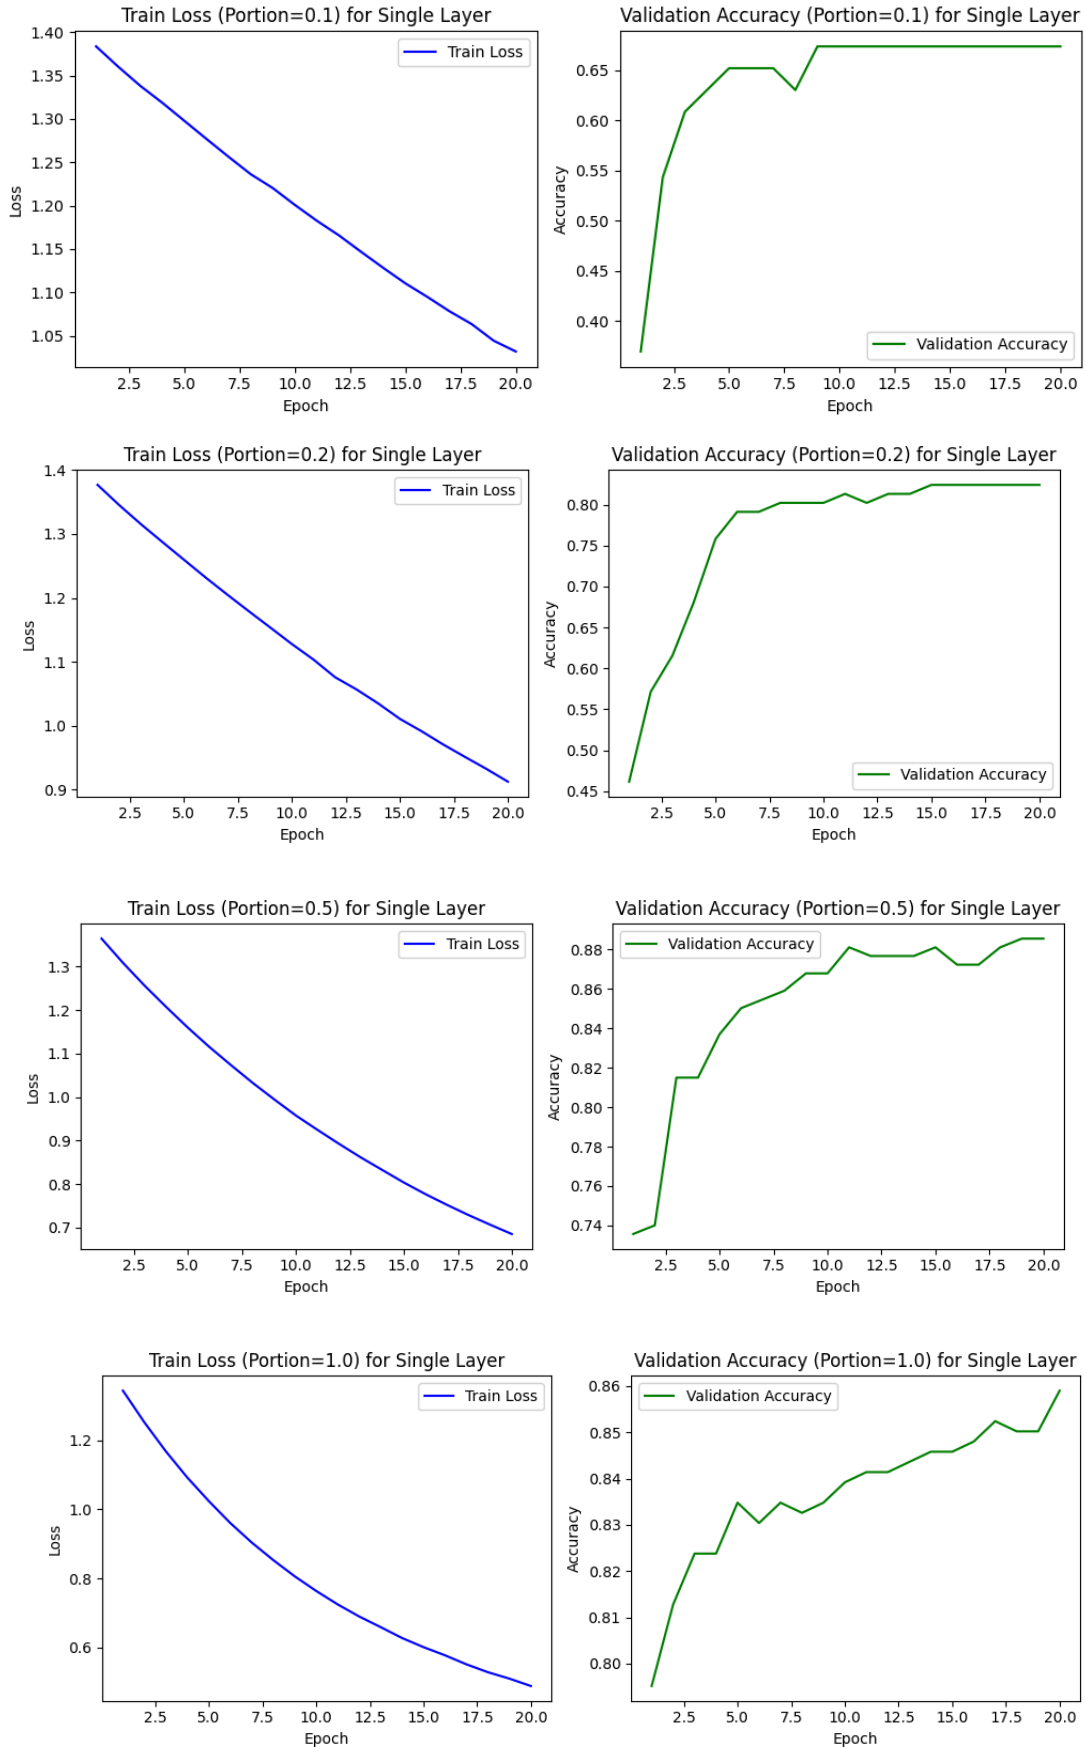 Train Loss (Portion=0.1) for Single Layer
Train Loss
Loss
1.40
1.35
1.30
1.25
1.20
1.15
1.10
1.05
2.5 5.0 7.5 10.0 12.5 15.0 17.5 20.0
Epoch
Validation Accuracy (Portion=0.1) for Single Layer
Accuracy
0.65
0.60
0.55
0.50
0.45
0.40
Validation Accuracy
2.5 5.0 7.5 10.0 12.5 15.0 17.5 20.0
Epoch
Train Loss (Portion=0.2) for Single Layer
Train Loss
Loss
1.4
1.3
1.2
1.1
1.0
0.9
2.5 5.0 7.5 10.0 12.5 15.0 17.5 20.0
Epoch
Validation Accuracy (Portion=0.2) for Single Layer
Accuracy
0.80
0.75
0.70
0.65
0.60
0.55
0.50
0.45
Validation Accuracy
2.5 5.0 7.5 10.0 12.5 15.0 17.5 20.0
Epoch
Train Loss (Portion=0.5) for Single Layer
Train Loss
Loss
1.3
1.2
1.1
1.0
0.9
0.8
0.7
2.5 5.0 7.5 10.0 12.5 15.0 17.5 20.0
Epoch
Validation Accuracy (Portion=0.5) for Single Layer
Validation Accuracy
Accuracy
0.88
0.86
0.84
0.82
0.80
0.78
0.76
0.74
2.5 5.0 7.5 10.0 12.5 15.0 17.5 20.0
Epoch
Train Loss (Portion=1.0) for Single Layer
Train Loss
Loss
1.2
1.0
0.8
0.6
2.5 5.0 7.5 10.0 12.5 15.0 17.5 20.0
Epoch
Validation Accuracy (Portion=1.0) for Single Layer
Validation Accuracy
Accuracy
0.86
0.85
0.84
0.83
0.82
0.81
0.80
2.5 5.0 7.5 10.0 12.5 15.0 17.5 20.0
Epoch